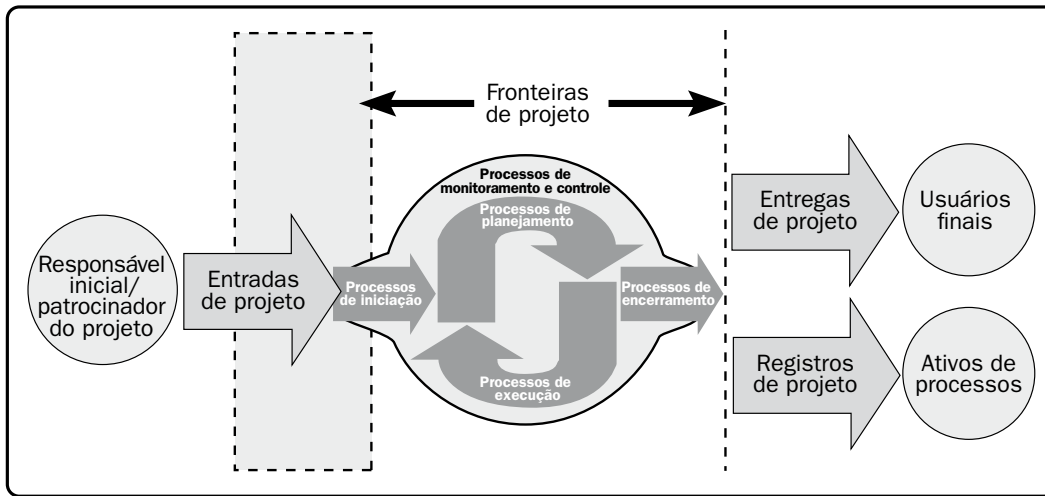 Fronteiras
de projeto
Processos de
monitoramento e controle
Processos de
planejamento
Responsável
inicial/
patrocinador
do projeto
Entradas
de projeto
Processos
de iniciação
Processos de
encerramento
Processos de
execução
Entregas
de projeto
Usuários
finais
Registros
de projeto
Ativos de
processos